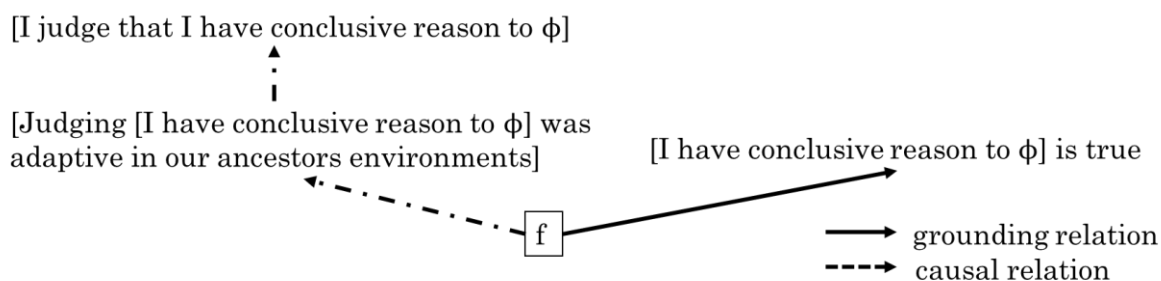 [I judge that I have conclusive reason to ϕ]
[Judging [I have conclusive reason to ϕ] was
adaptive in our ancestors environments]
[I have conclusive reason to ϕ] is true
f
grounding relation
causal relation